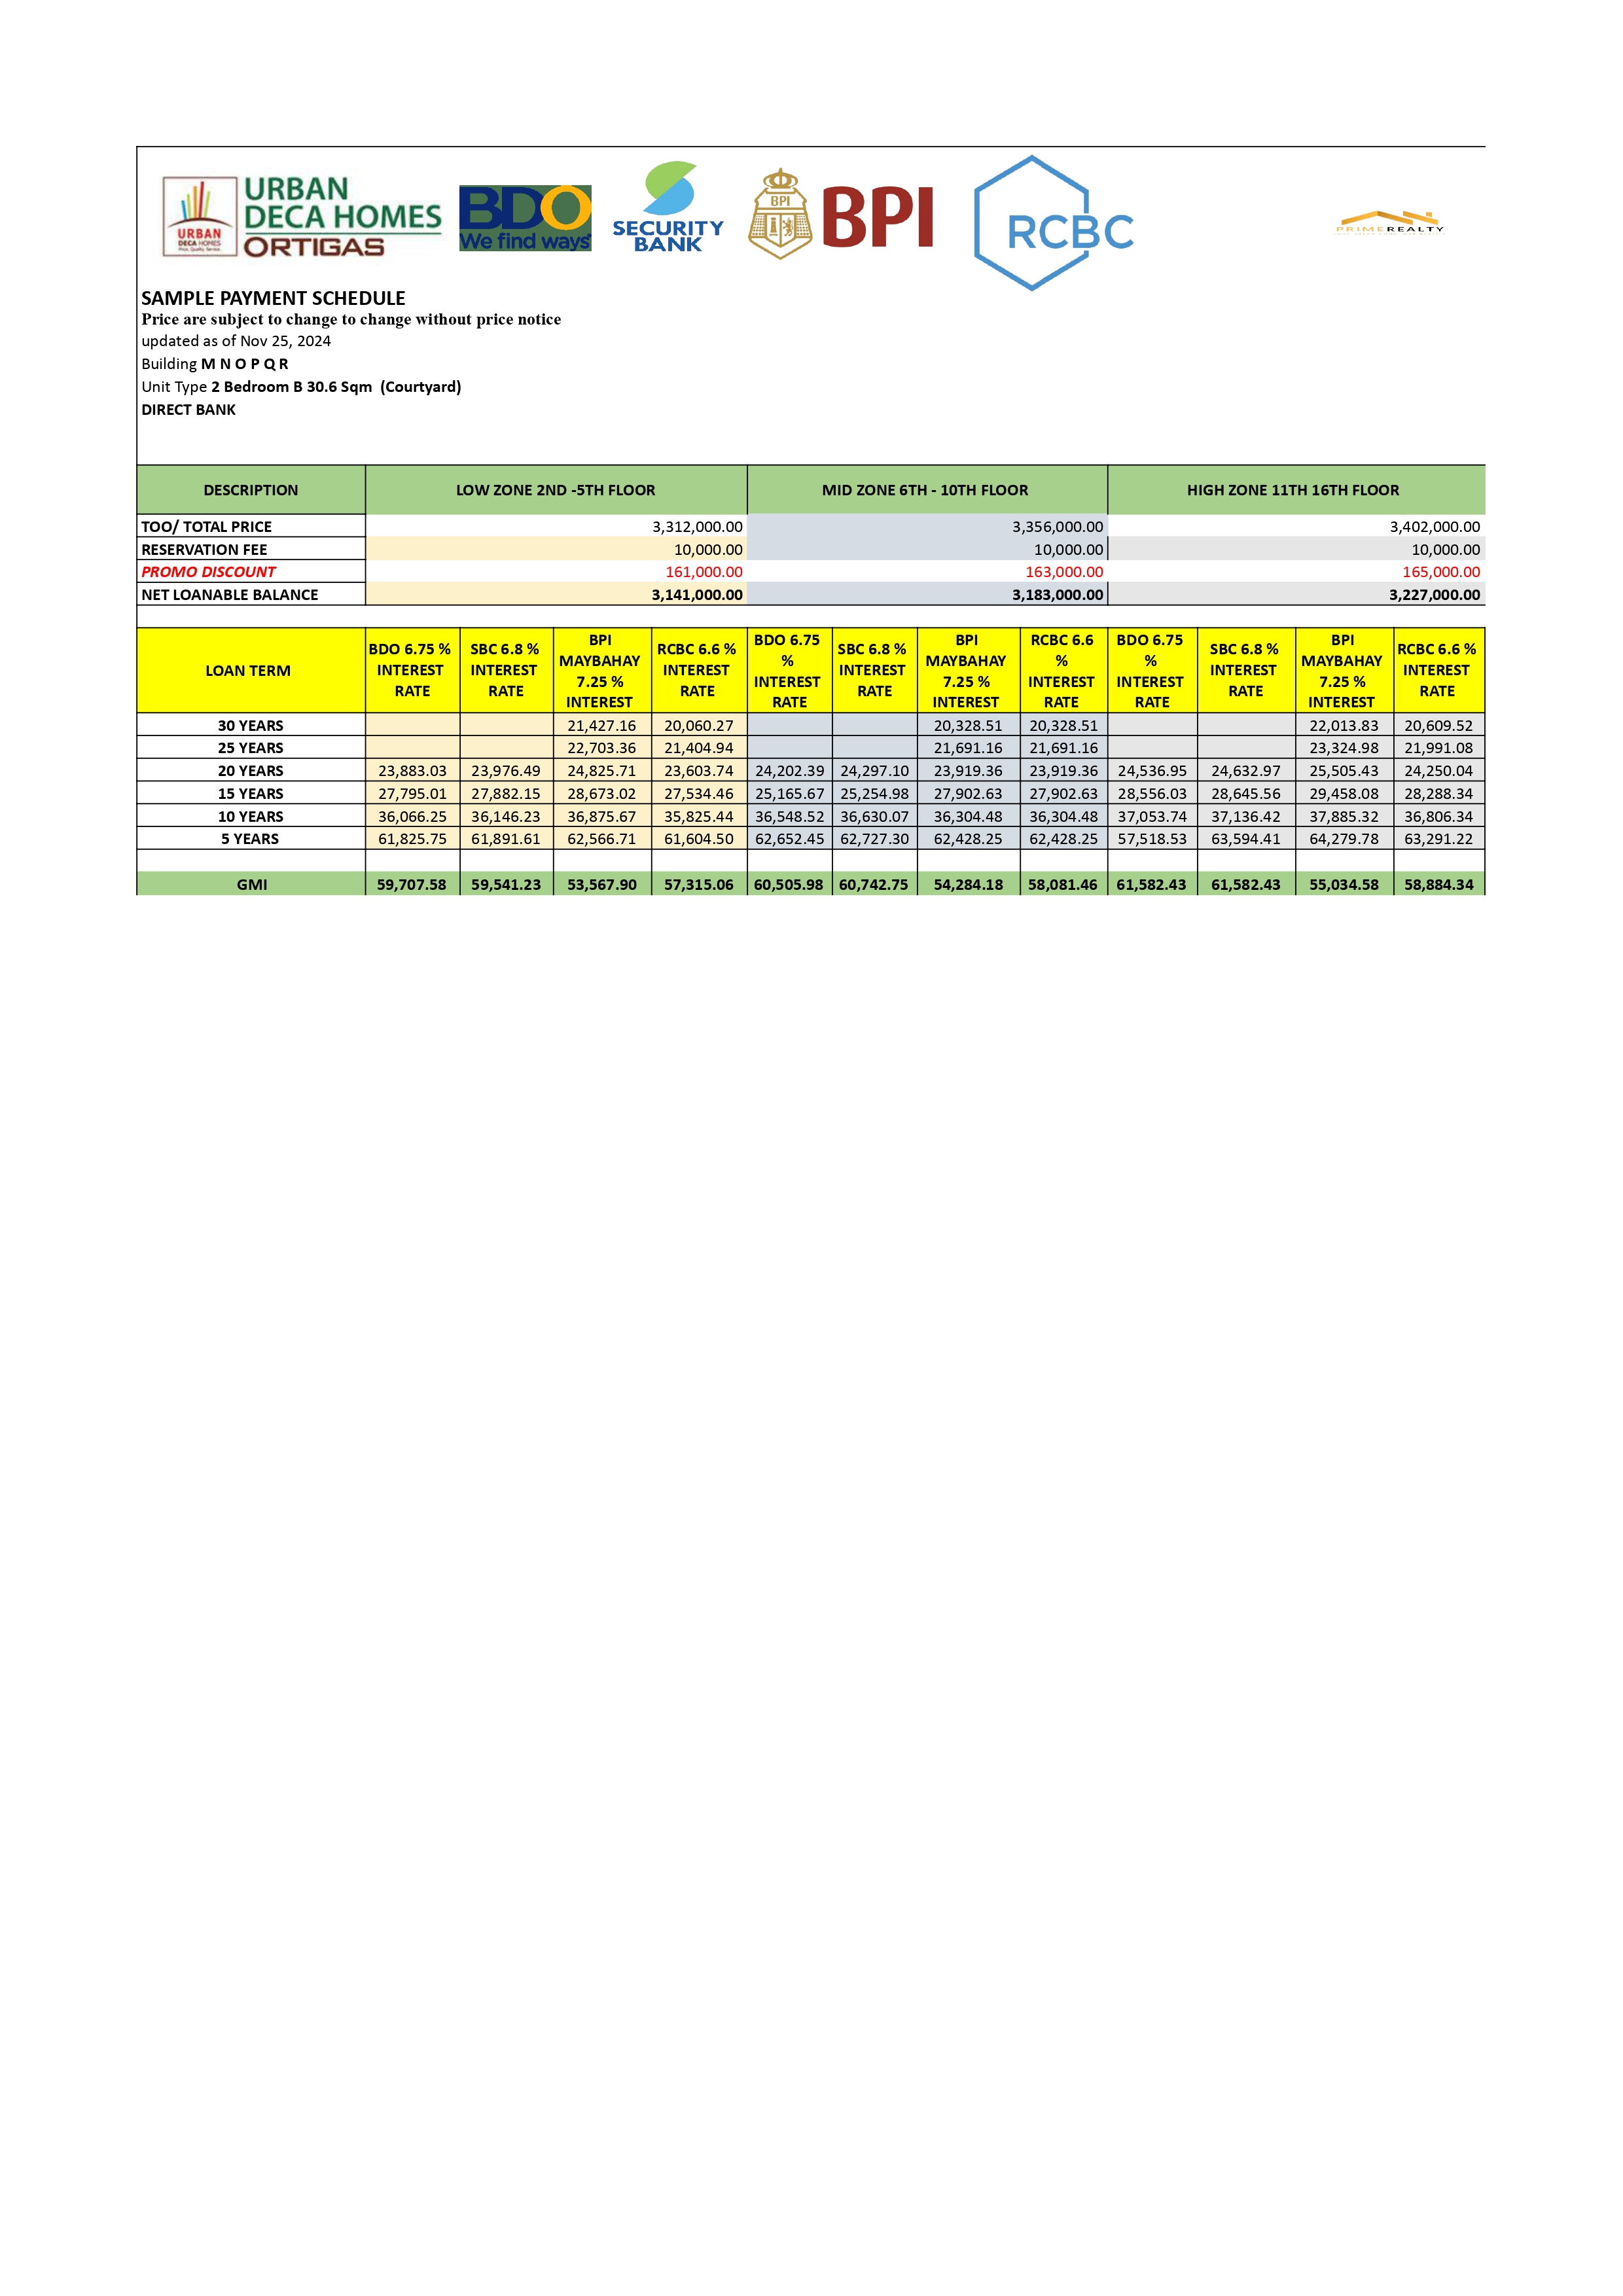 URBAN
DECA HOMES
ORTIGAS
URBAN
DECA HOMES
BDO
We find ways
SECURITY
BANK
BPI
BPI
RCBC
PRIMEREALTY
SAMPLE PAYMENT SCHEDULE
Price are subject to change to change without price notice
updated as of Nov 25, 2024
Building M N O P Q R
Unit Type 2 Bedroom B 30.6 Sqm (Courtyard)
DIRECT BANK
DESCRIPTION LOW ZONE 2ND -5TH FLOOR MID ZONE 6TH - 10TH FLOOR HIGH ZONE 11TH 16TH FLOOR
TOO/ TOTAL PRICE 3,312,000.00 3,356,000.00 3,402,000.00
RESERVATION FEE 10,000.00 10,000.00 10,000.00
PROMO DISCOUNT 161,000.00 163,000.00 165,000.00
NET LOANABLE BALANCE 3,141,000.00 3,183,000.00 3,227,000.00
LOAN TERM BDO 6.75 % INTEREST RATE SBC 6.8 % INTEREST RATE BPI MAYBAHAY 7.25 % INTEREST RCBC 6.6 % INTEREST RATE BDO 6.75 % INTEREST RATE SBC 6.8 % INTEREST RATE BPI MAYBAHAY 7.25 % INTEREST RCBC 6.6 % INTEREST RATE BDO 6.75 % INTEREST RATE SBC 6.8 % INTEREST RATE BPI MAYBAHAY 7.25 % INTEREST RCBC 6.6 % INTEREST RATE
30 YEARS 21,427.16 20,060.27 20,328.51 20,328.51 22,013.83 20,609.52
25 YEARS 22,703.36 21,404.94 21,691.16 21,691.16 23,324.98 21,991.08
20 YEARS 23,883.03 23,976.49 24,825.71 23,603.74 24,202.39 24,297.10 23,919.36 23,919.36 24,536.95 24,632.97 25,505.43 24,250.04
15 YEARS 27,795.01 27,882.15 28,673.02 27,534.46 25,165.67 25,254.98 27,902.63 27,902.63 28,556.03 28,645.56 29,458.08 28,288.34
10 YEARS 36,066.25 36,146.23 36,875.67 35,825.44 36,548.52 36,630.07 36,304.48 36,304.48 37,053.74 37,136.42 37,885.32 36,806.34
5 YEARS 61,825.75 61,891.61 62,566.71 61,604.50 62,652.45 62,727.30 62,428.25 62,428.25 57,518.53 63,594.41 64,279.78 63,291.22
GMI 59,707.58 59,541.23 53,567.90 57,315.06 60,505.98 60,742.75 54,284.18 58,081.46 61,582.43 61,582.43 55,034.58 58,884.34